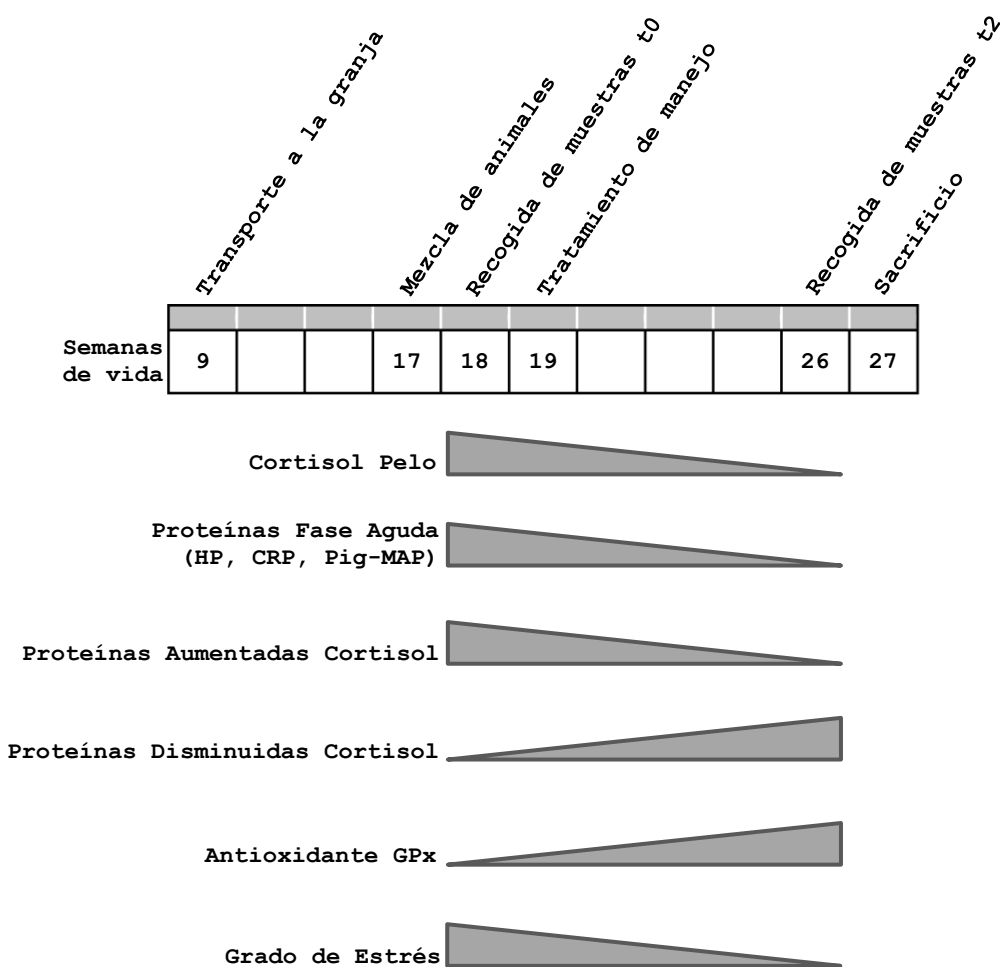 Transporte a la granja
Mezcla de animales
Recogida de muestras t0
Tratamiento de manejo
Recogida de muestras t2
Sacrificio
Semanas
de vida
9
17
18
19
26
27
Cortisol Pelo
Proteínas Fase Aguda
(HP, CRP, Pig-MAP)
Proteínas Aumentadas Cortisol
Proteínas Disminuidas Cortisol
Antioxidante GPx
Grado de Estrés